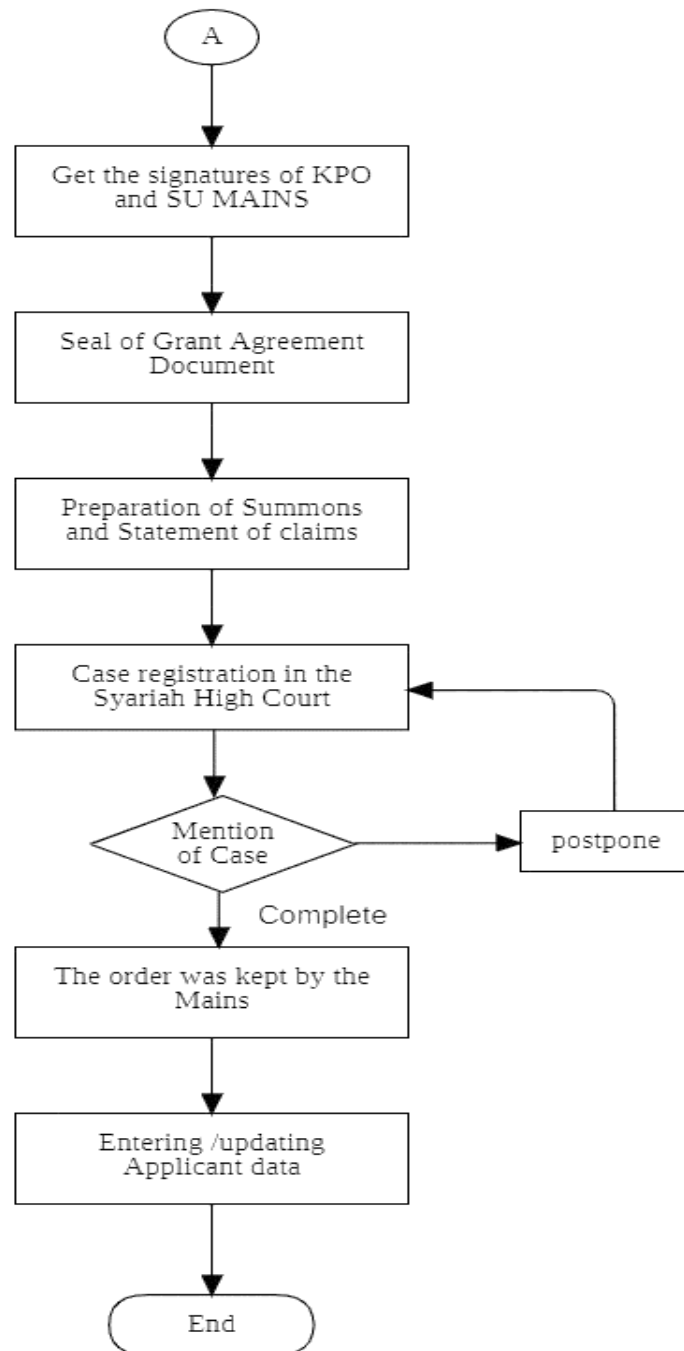 A
Get the signatures of KPO
and SU MAINS
Seal of Grant Agreement
Document
Preparation of Summons
and Statement of claims
Case registration in the
Syariah High Court
Mention
of Case
postpone
Complete
The order was kept by the
Mains
Entering /updating
Applicant data
End